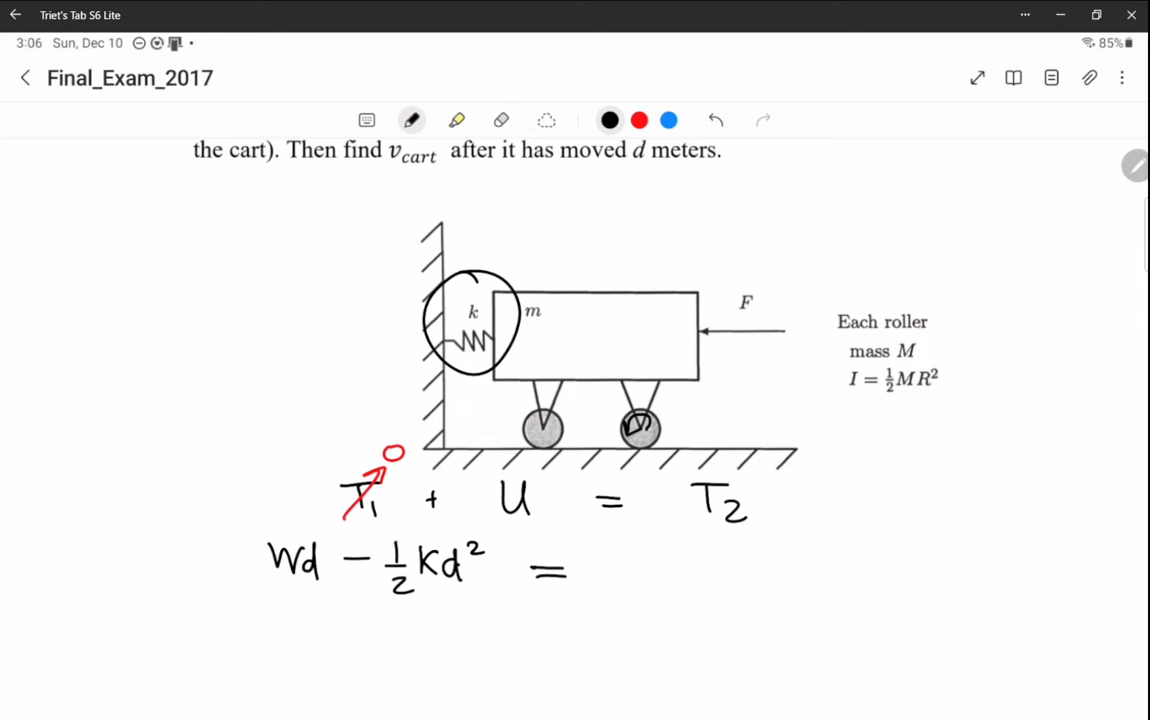 Triet's Tab S6 Lite
3:06 Sun, Dec 10
85%
Final_Exam_2017
the cart). Then find v_cart after it has moved d meters.
k
m
F
Each roller
mass M
I = ½MR²
0
T₁ + U = T₂
Wd − ½Kd² =